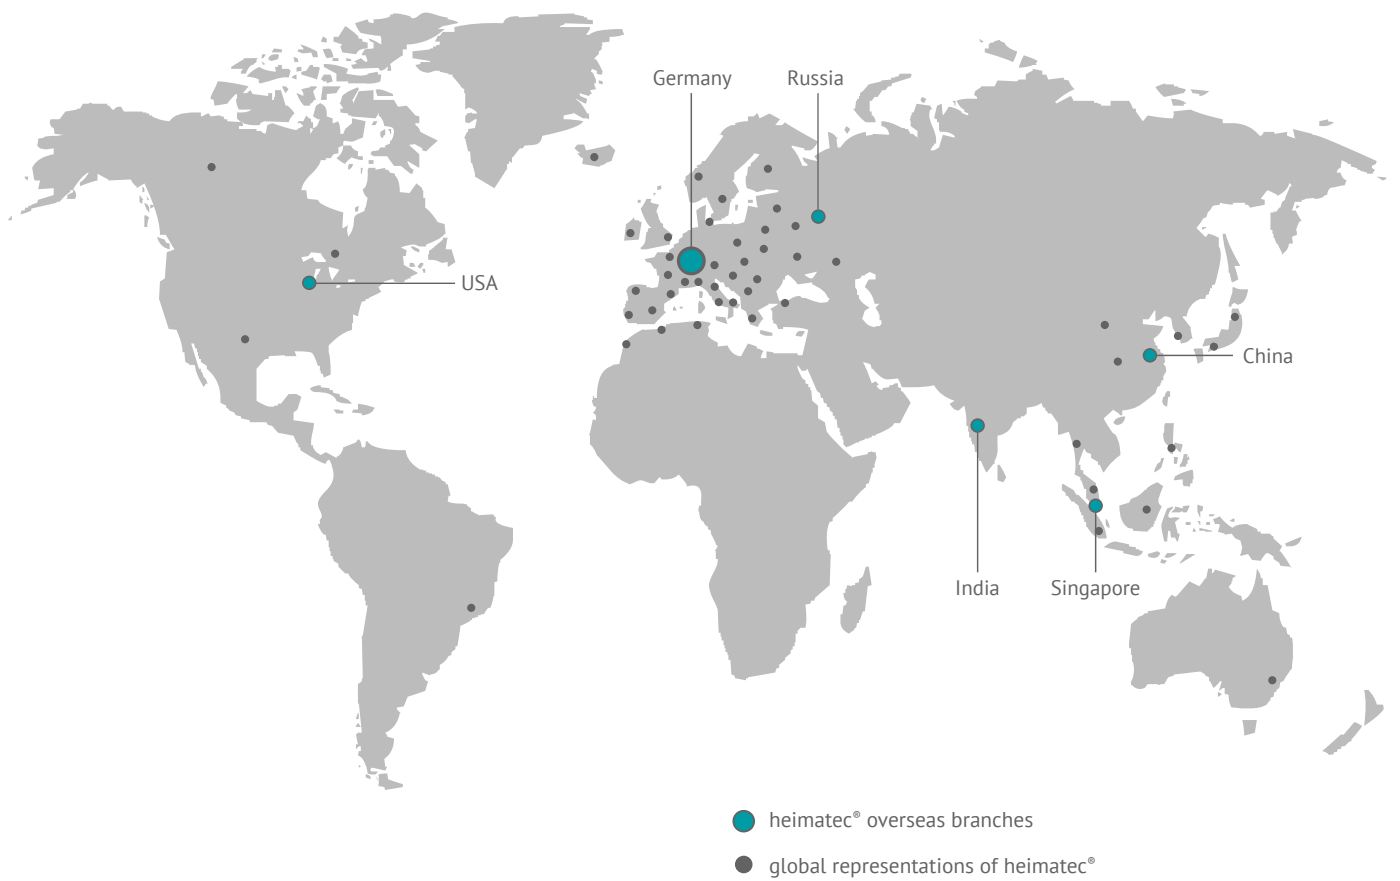 Germany
Russia
USA
China
India
Singapore
heimatec® overseas branches
global representations of heimatec®